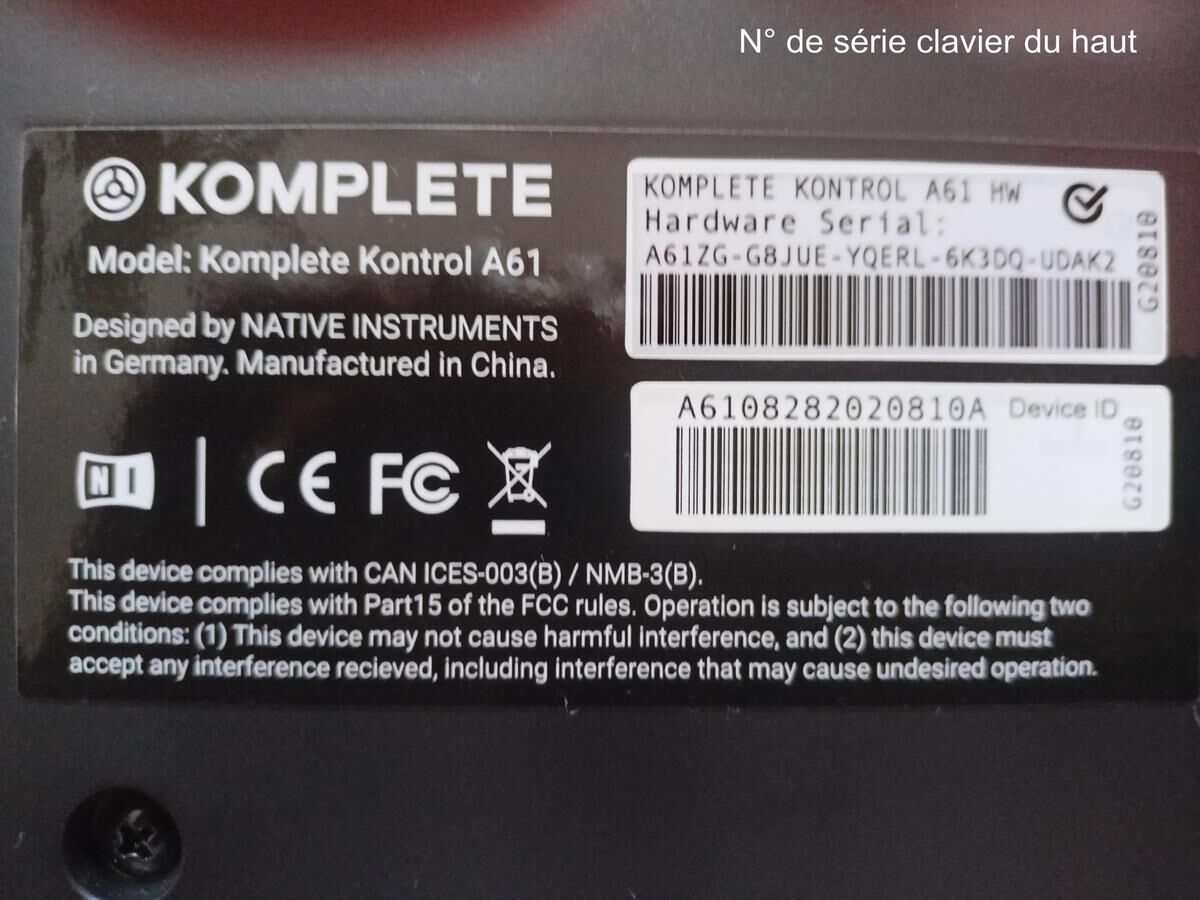 N° de série clavier du haut
KOMPLETE
Model: Komplete Kontrol A61
Designed by NATIVE INSTRUMENTS
in Germany. Manufactured in China.
KOMPLETE KONTROL A61 HW
Hardware Serial:
A61ZG-G8JUE-YQERL-6K3DQ-UDAK2
G20810
A6108282020810A Device ID
G20810
NI
CE FC
This device complies with CAN ICES-003(B) / NMB-3(B).
This device complies with Part15 of the FCC rules. Operation is subject to the following two
conditions: (1) This device may not cause harmful interference, and (2) this device must
accept any interference recieved, including interference that may cause undesired operation.